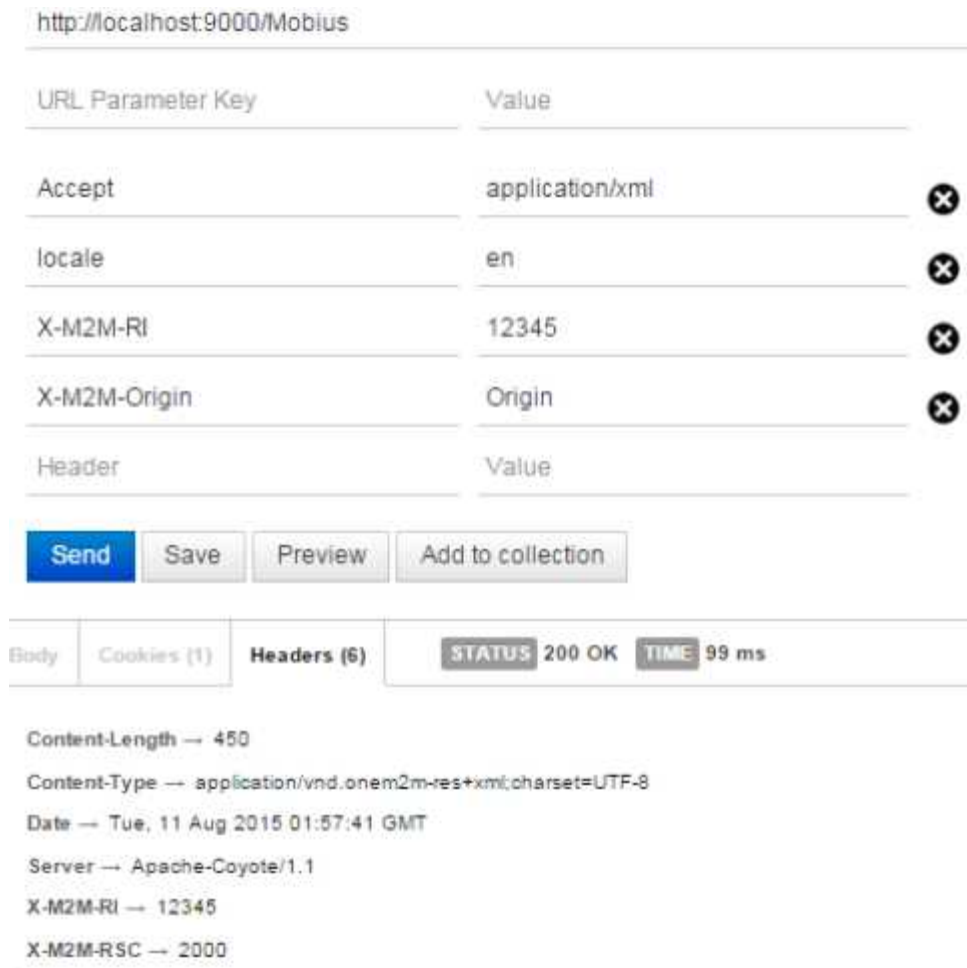 http://localhost:9000/Mobius
URL Parameter Key Value
Accept application/xml
locale en
X-M2M-RI 12345
X-M2M-Origin Origin
Header Value
Send Save Preview Add to collection
Body Cookies (1) Headers (6) STATUS 200 OK TIME 99 ms
Content-Length → 450
Content-Type → application/vnd.onem2m-res+xml;charset=UTF-8
Date → Tue, 11 Aug 2015 01:57:41 GMT
Server → Apache-Coyote/1.1
X-M2M-RI → 12345
X-M2M-RSC → 2000